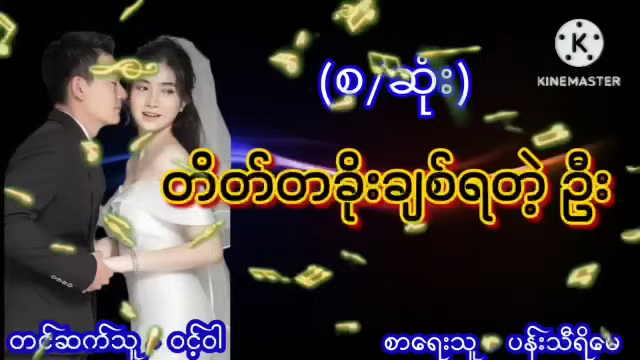 KINEMASTER
(စ/ဆုံး)
တိတ်တခိုးချစ်ရတဲ့ ဦး
တင်ဆက်သူ - ဝင့်ဝါ
စာရေးသူ - ပန်းသီရိမေ